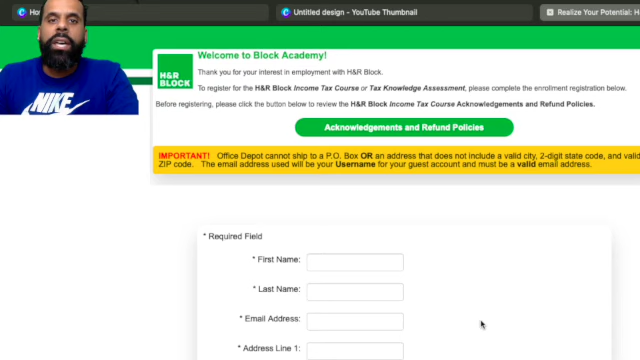 Ho
Untitled design - YouTube Thumbnail
Realize Your Potential: H
H&R
BLOCK
Welcome to Block Academy!
Thank you for your interest in employment with H&R Block.
To register for the H&R Block Income Tax Course or Tax Knowledge Assessment, please complete the enrollment registration below.
Before registering, please click the button below to review the H&R Block Income Tax Course Acknowledgements and Refund Policies.
Acknowledgements and Refund Policies
IMPORTANT! Office Depot cannot ship to a P.O. Box OR an address that does not include a valid city, 2-digit state code, and valid
ZIP code. The email address used will be your Username for your guest account and must be a valid email address.
NIKE
* Required Field
* First Name:
* Last Name:
* Email Address:
* Address Line 1: